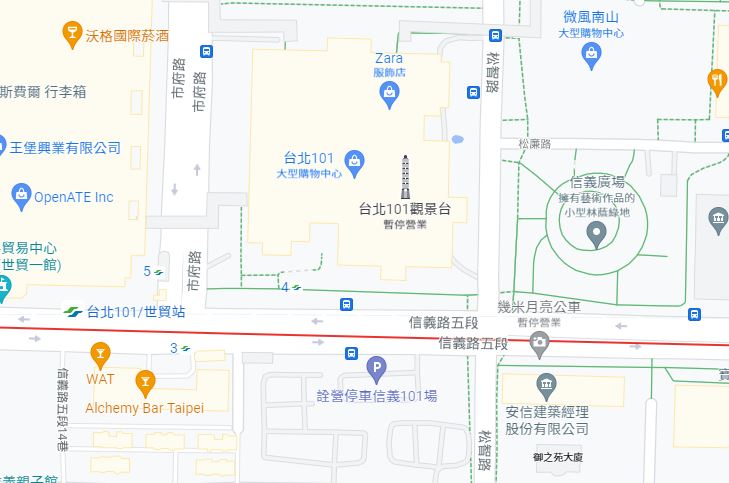 沃格國際菸酒
市府路
市府路
Zara
服飾店
松智路
微風南山
大型購物中心
斯費爾 行李箱
王堡興業有限公司
松廉路
台北101
大型購物中心
OpenATE Inc
台北101觀景台
暫停營業
信義廣場
擁有藝術作品的
小型林蔭綠地
貿易中心
世貿一館)
5
市府路
4
台北101/世貿站
信義路五段
幾米月亮公車
暫停營業
信義路五段
3
WAT
Alchemy Bar Taipei
信義路五段14巷
詮營停車信義101場
安信建築經理
股份有限公司
松智路
御之苑大廈
義親子館